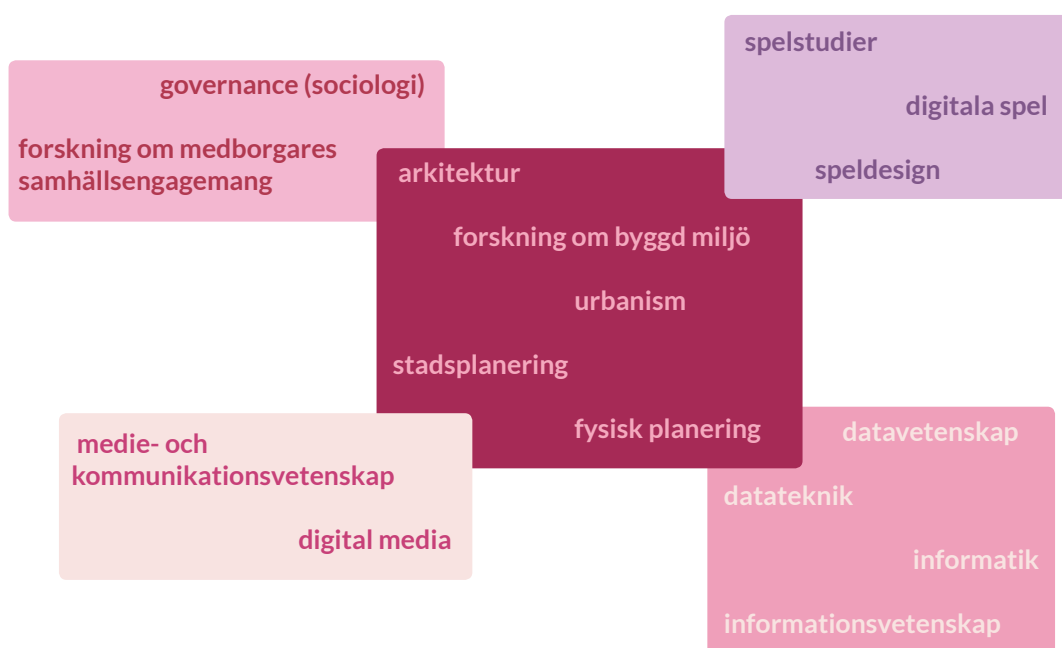 governance (sociologi)
forskning om medborgares
samhällsengagemang
spelstudier
digitala spel
speldesign
arkitektur
forskning om byggd miljö
urbanism
stadsplanering
fysisk planering
medie- och
kommunikationsvetenskap
digital media
datavetenskap
datateknik
informatik
informationsvetenskap